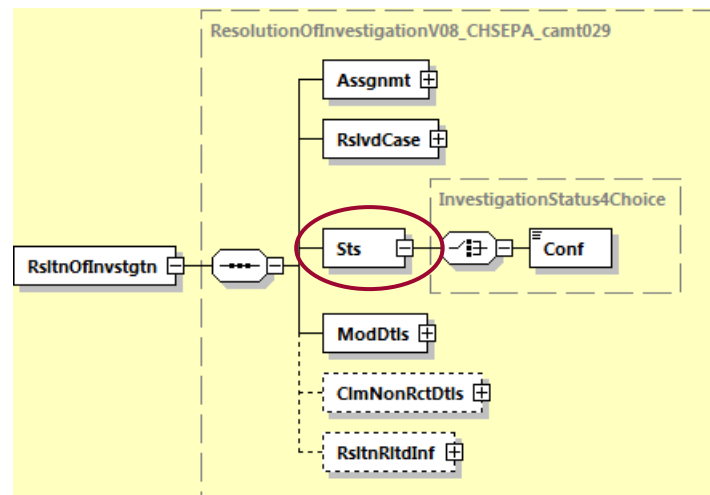 ResolutionOfInvestigationV08_CHSEPA_camt029
Assgnmt
RslvdCase
InvestigationStatus4Choice
Sts
Conf
RsltnOfInvstgtn
ModDtls
ClmNonRctDtls
RsltnRltdInf